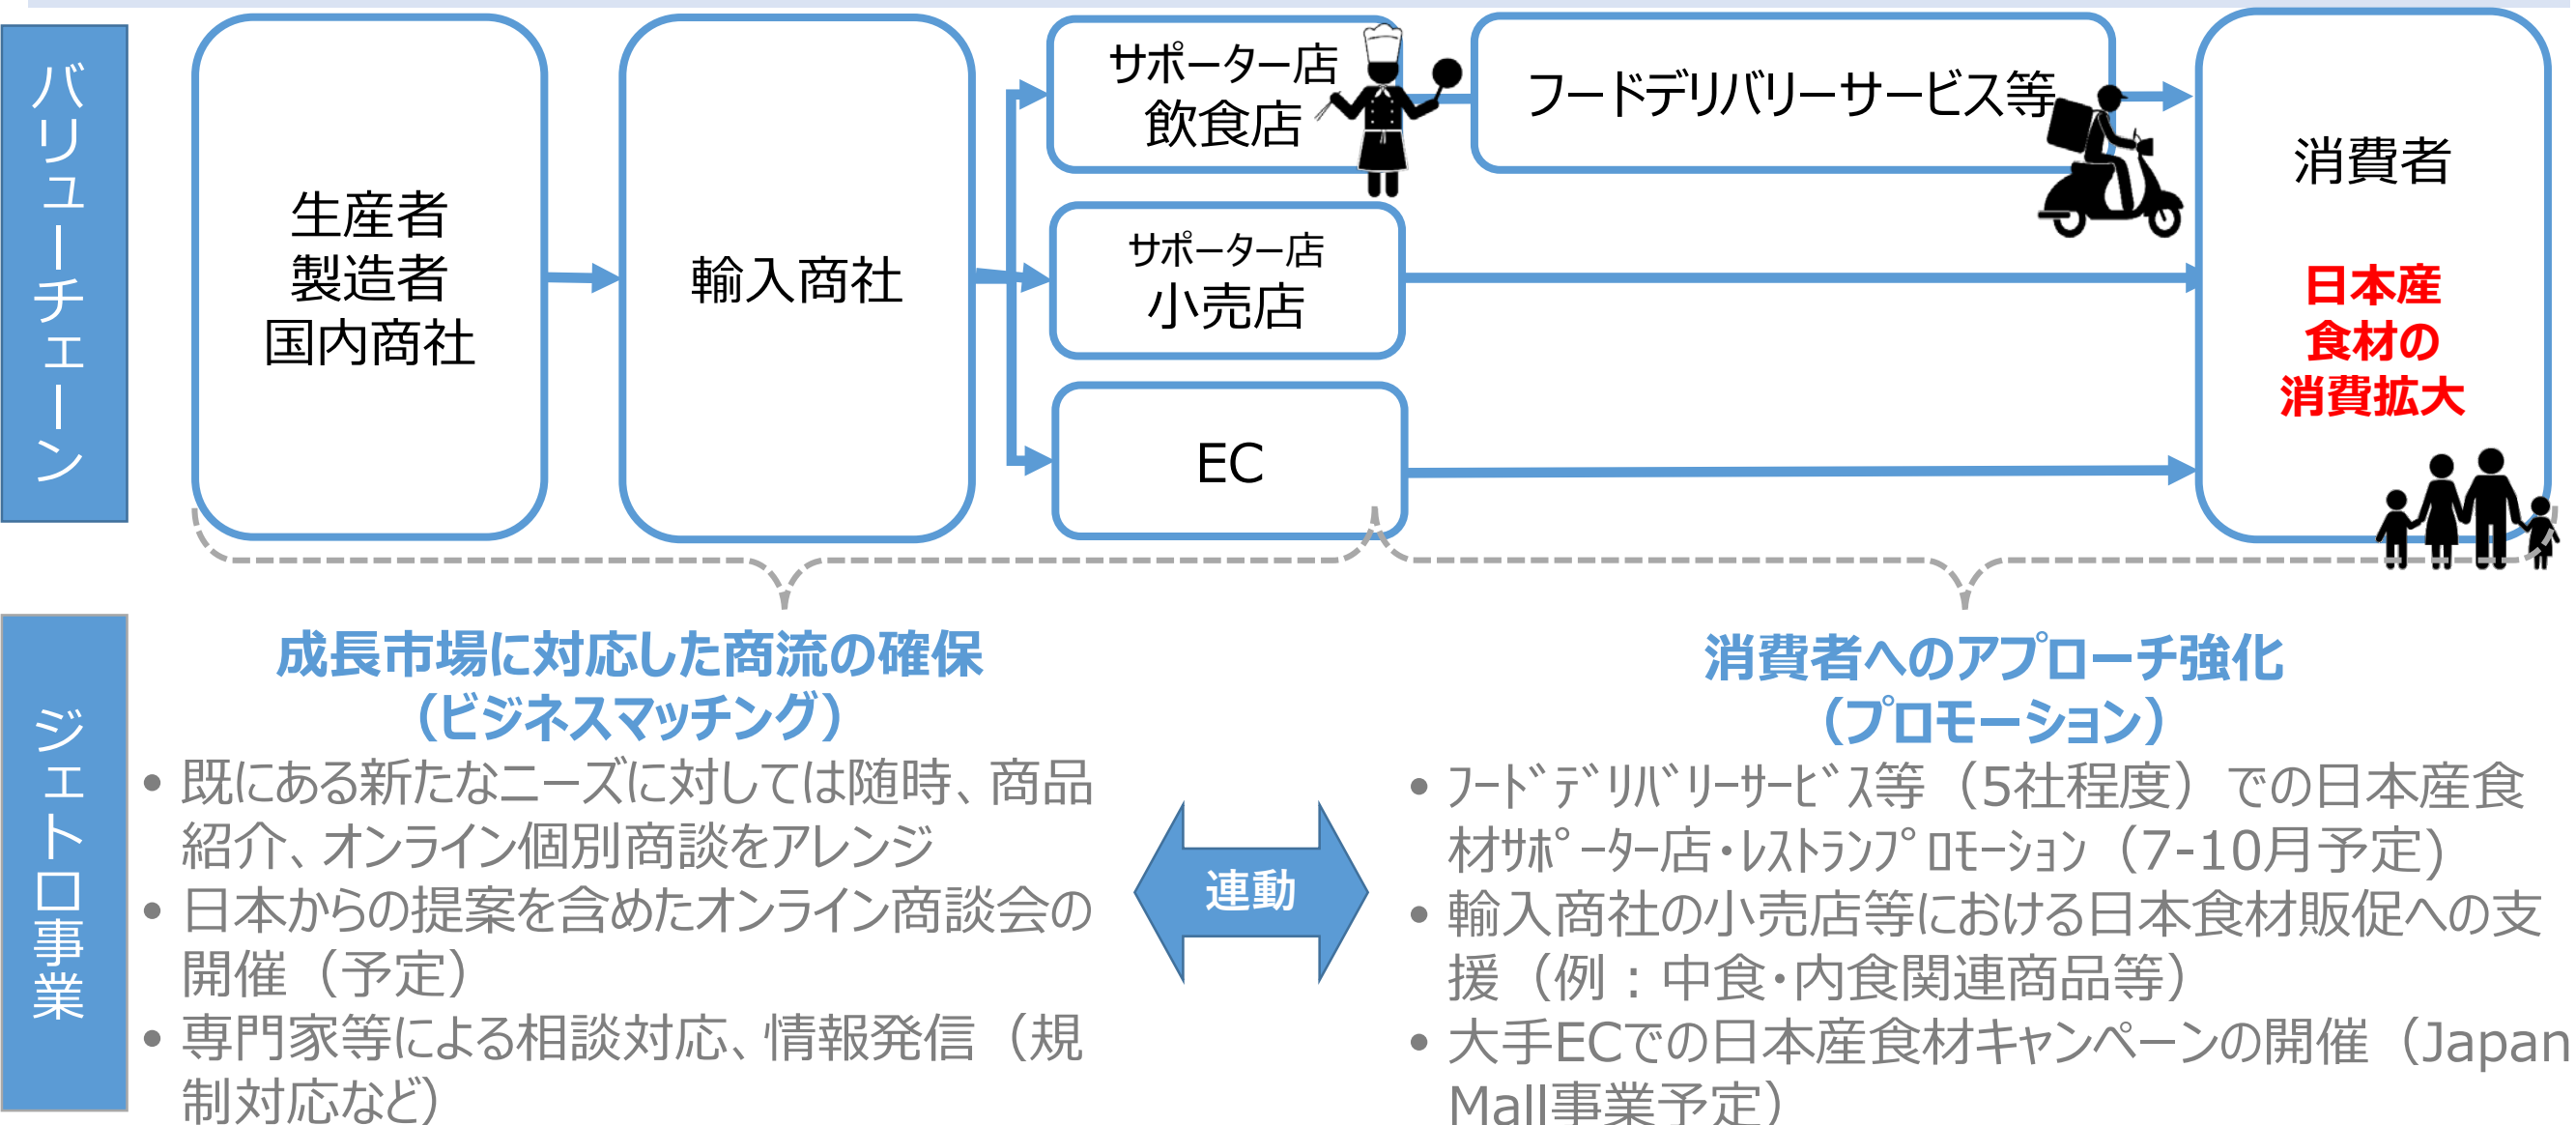 バリューチェーン
生産者
製造者
国内商社
輸入商社
サポーター店
飲食店
フードデリバリーサービス等
サポーター店
小売店
EC
消費者
日本産
食材の
消費拡大
ジェトロ事業
成長市場に対応した商流の確保
（ビジネスマッチング）
• 既にある新たなニーズに対しては随時、商品
紹介、オンライン個別商談をアレンジ
• 日本からの提案を含めたオンライン商談会の
開催（予定）
• 専門家等による相談対応、情報発信（規
制対応など）
連動
消費者へのアプローチ強化
（プロモーション）
• ﾌｰﾄﾞﾃﾞﾘﾊﾞﾘｰｻｰﾋﾞｽ等（5社程度）での日本産食
材ｻﾎﾟｰﾀｰ店・ﾚｽﾄﾗﾝﾌﾟﾛﾓｰｼｮﾝ（7-10月予定)
• 輸入商社の小売店等における日本食材販促への支
援（例：中食・内食関連商品等）
• 大手ECでの日本産食材キャンペーンの開催（Japan
Mall事業予定）